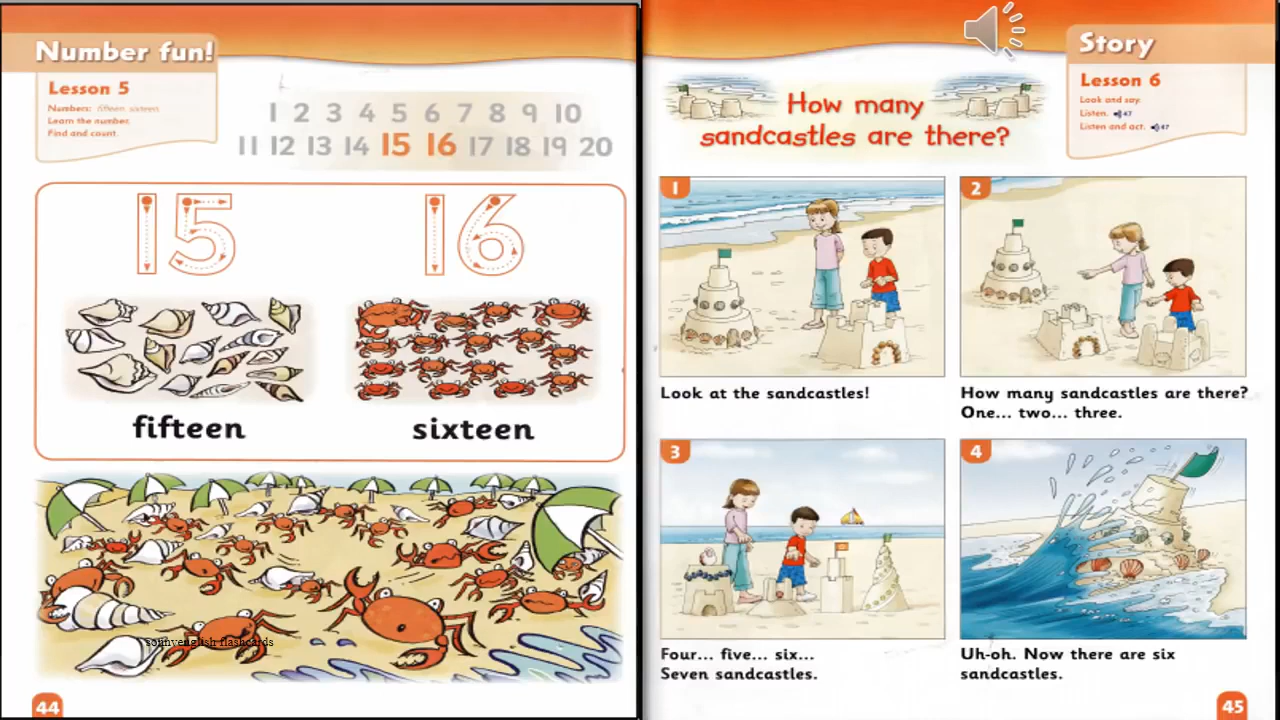 Number fun!
Lesson 5
Numbers: fifteen, sixteen
Learn the number.
Find and count.
1 2 3 4 5 6 7 8 9 10
11 12 13 14 15 16 17 18 19 20
15 16
fifteen
sixteen
sonnyenglish flashcards
44
Story
Lesson 6
Look and say.
Listen. 47
Listen and act. 47
How many
sandcastles are there?
1
Look at the sandcastles!
2
How many sandcastles are there?
One... two... three.
3
Four... five... six...
Seven sandcastles.
4
Uh-oh. Now there are six
sandcastles.
45